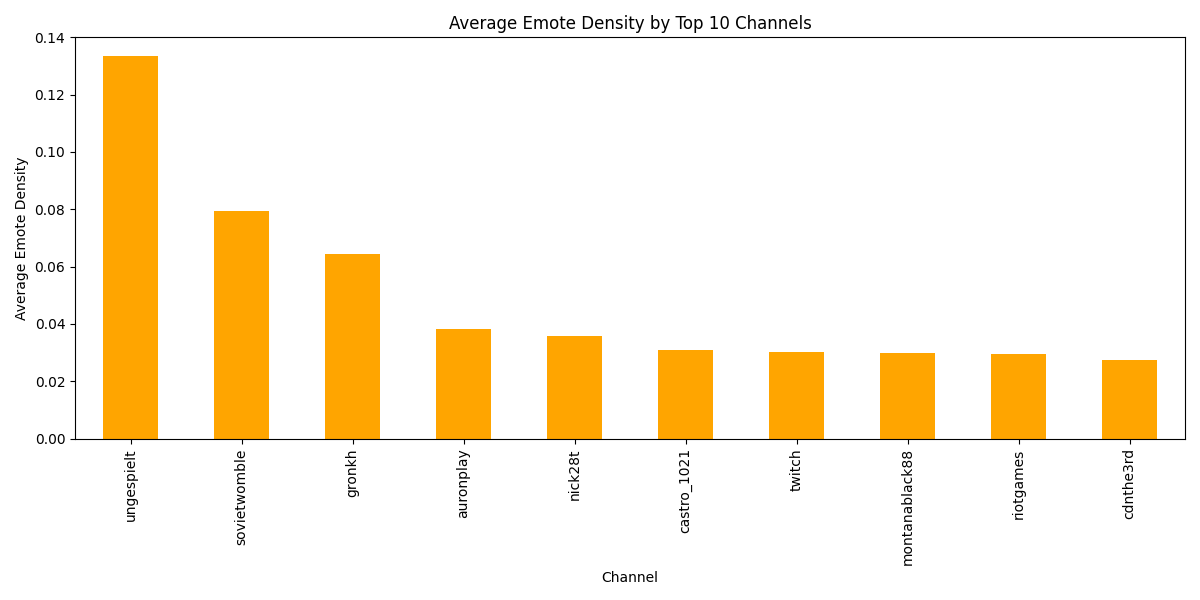 Average Emote Density by Top 10 Channels
Average Emote Density
0.14
0.12
0.10
0.08
0.06
0.04
0.02
0.00
ungespielt
sovietwomble
gronkh
auronplay
nick28t
castro_1021
twitch
montanablack88
riotgames
cdnthe3rd
Channel